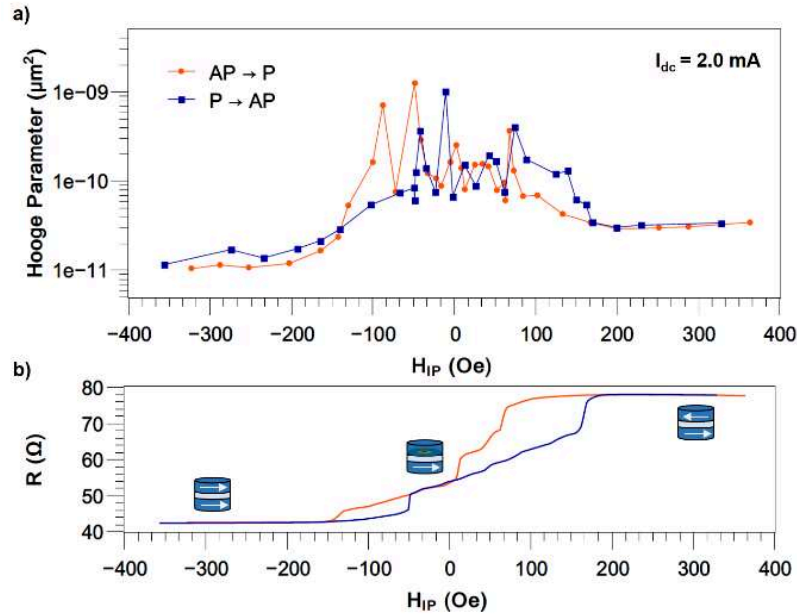 a)
Hooge Parameter (μm²)
1e−09
1e−10
1e−11
AP → P
P → AP
I_dc = 2.0 mA
−400 −300 −200 −100 0 100 200 300 400
H_IP (Oe)
b)
R (Ω)
80
70
60
50
40
−400 −300 −200 −100 0 100 200 300 400
H_IP (Oe)